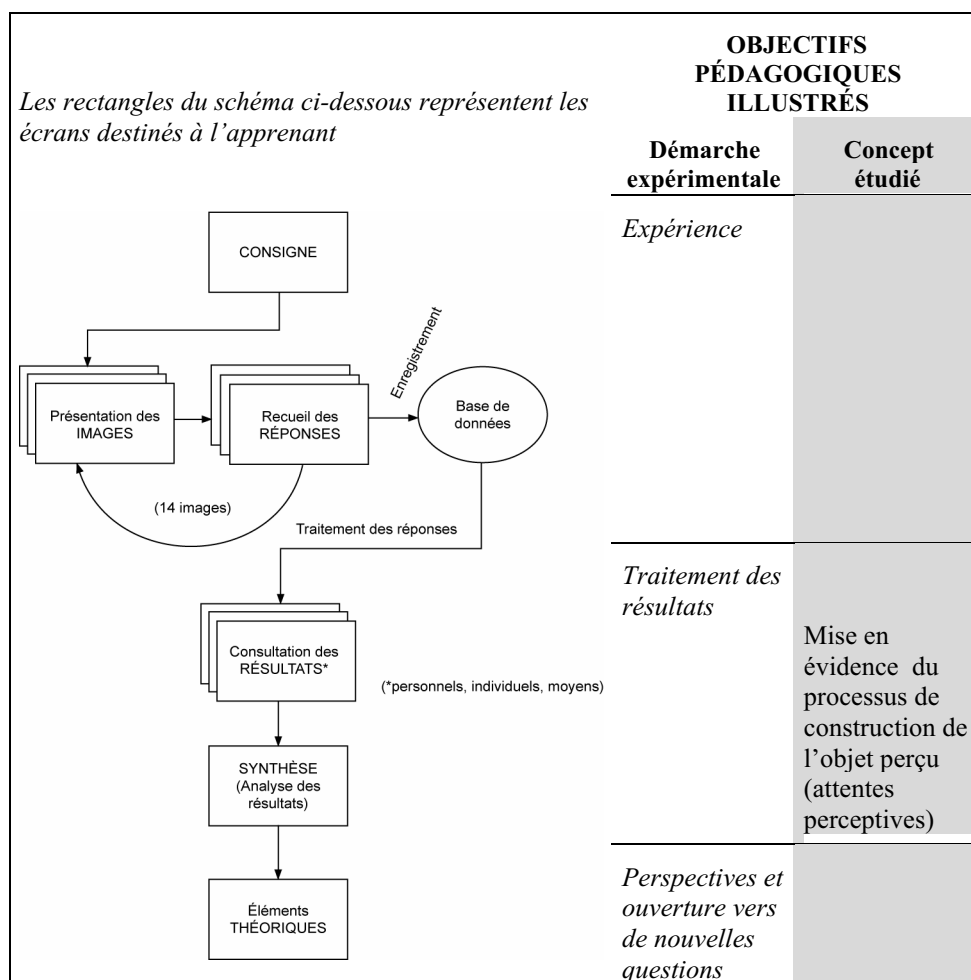 Les rectangles du schéma ci-dessous représentent les
écrans destinés à l'apprenant
OBJECTIFS
PÉDAGOGIQUES
ILLUSTRÉS
Démarche
expérimentale
Concept
étudié
CONSIGNE
Présentation des
IMAGES
Recueil des
RÉPONSES
Enregistrement
Base de
données
(14 images)
Traitement des réponses
Consultation des
RÉSULTATS*
(*personnels, individuels, moyens)
SYNTHÈSE
(Analyse des
résultats)
Éléments
THÉORIQUES
Expérience
Traitement des
résultats
Mise en
évidence du
processus de
construction de
l'objet perçu
(attentes
perceptives)
Perspectives et
ouverture vers
de nouvelles
questions